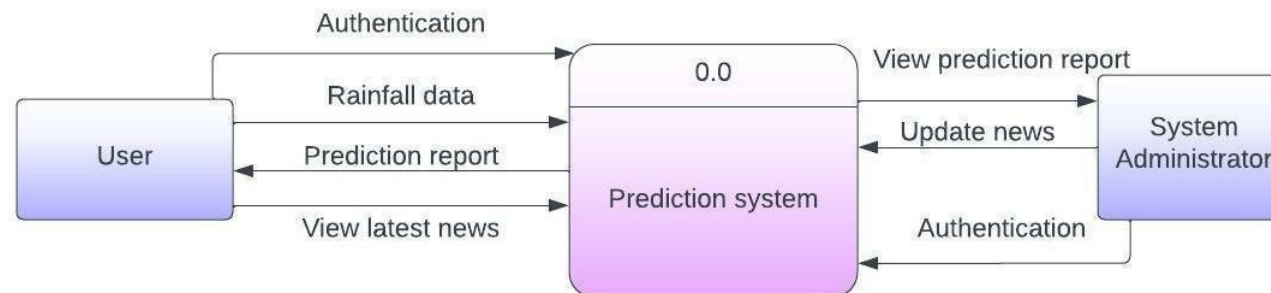 Authentication
0.0
View prediction report
Rainfall data
User
Prediction report
Update news
System
Administrator
Prediction system
View latest news
Authentication